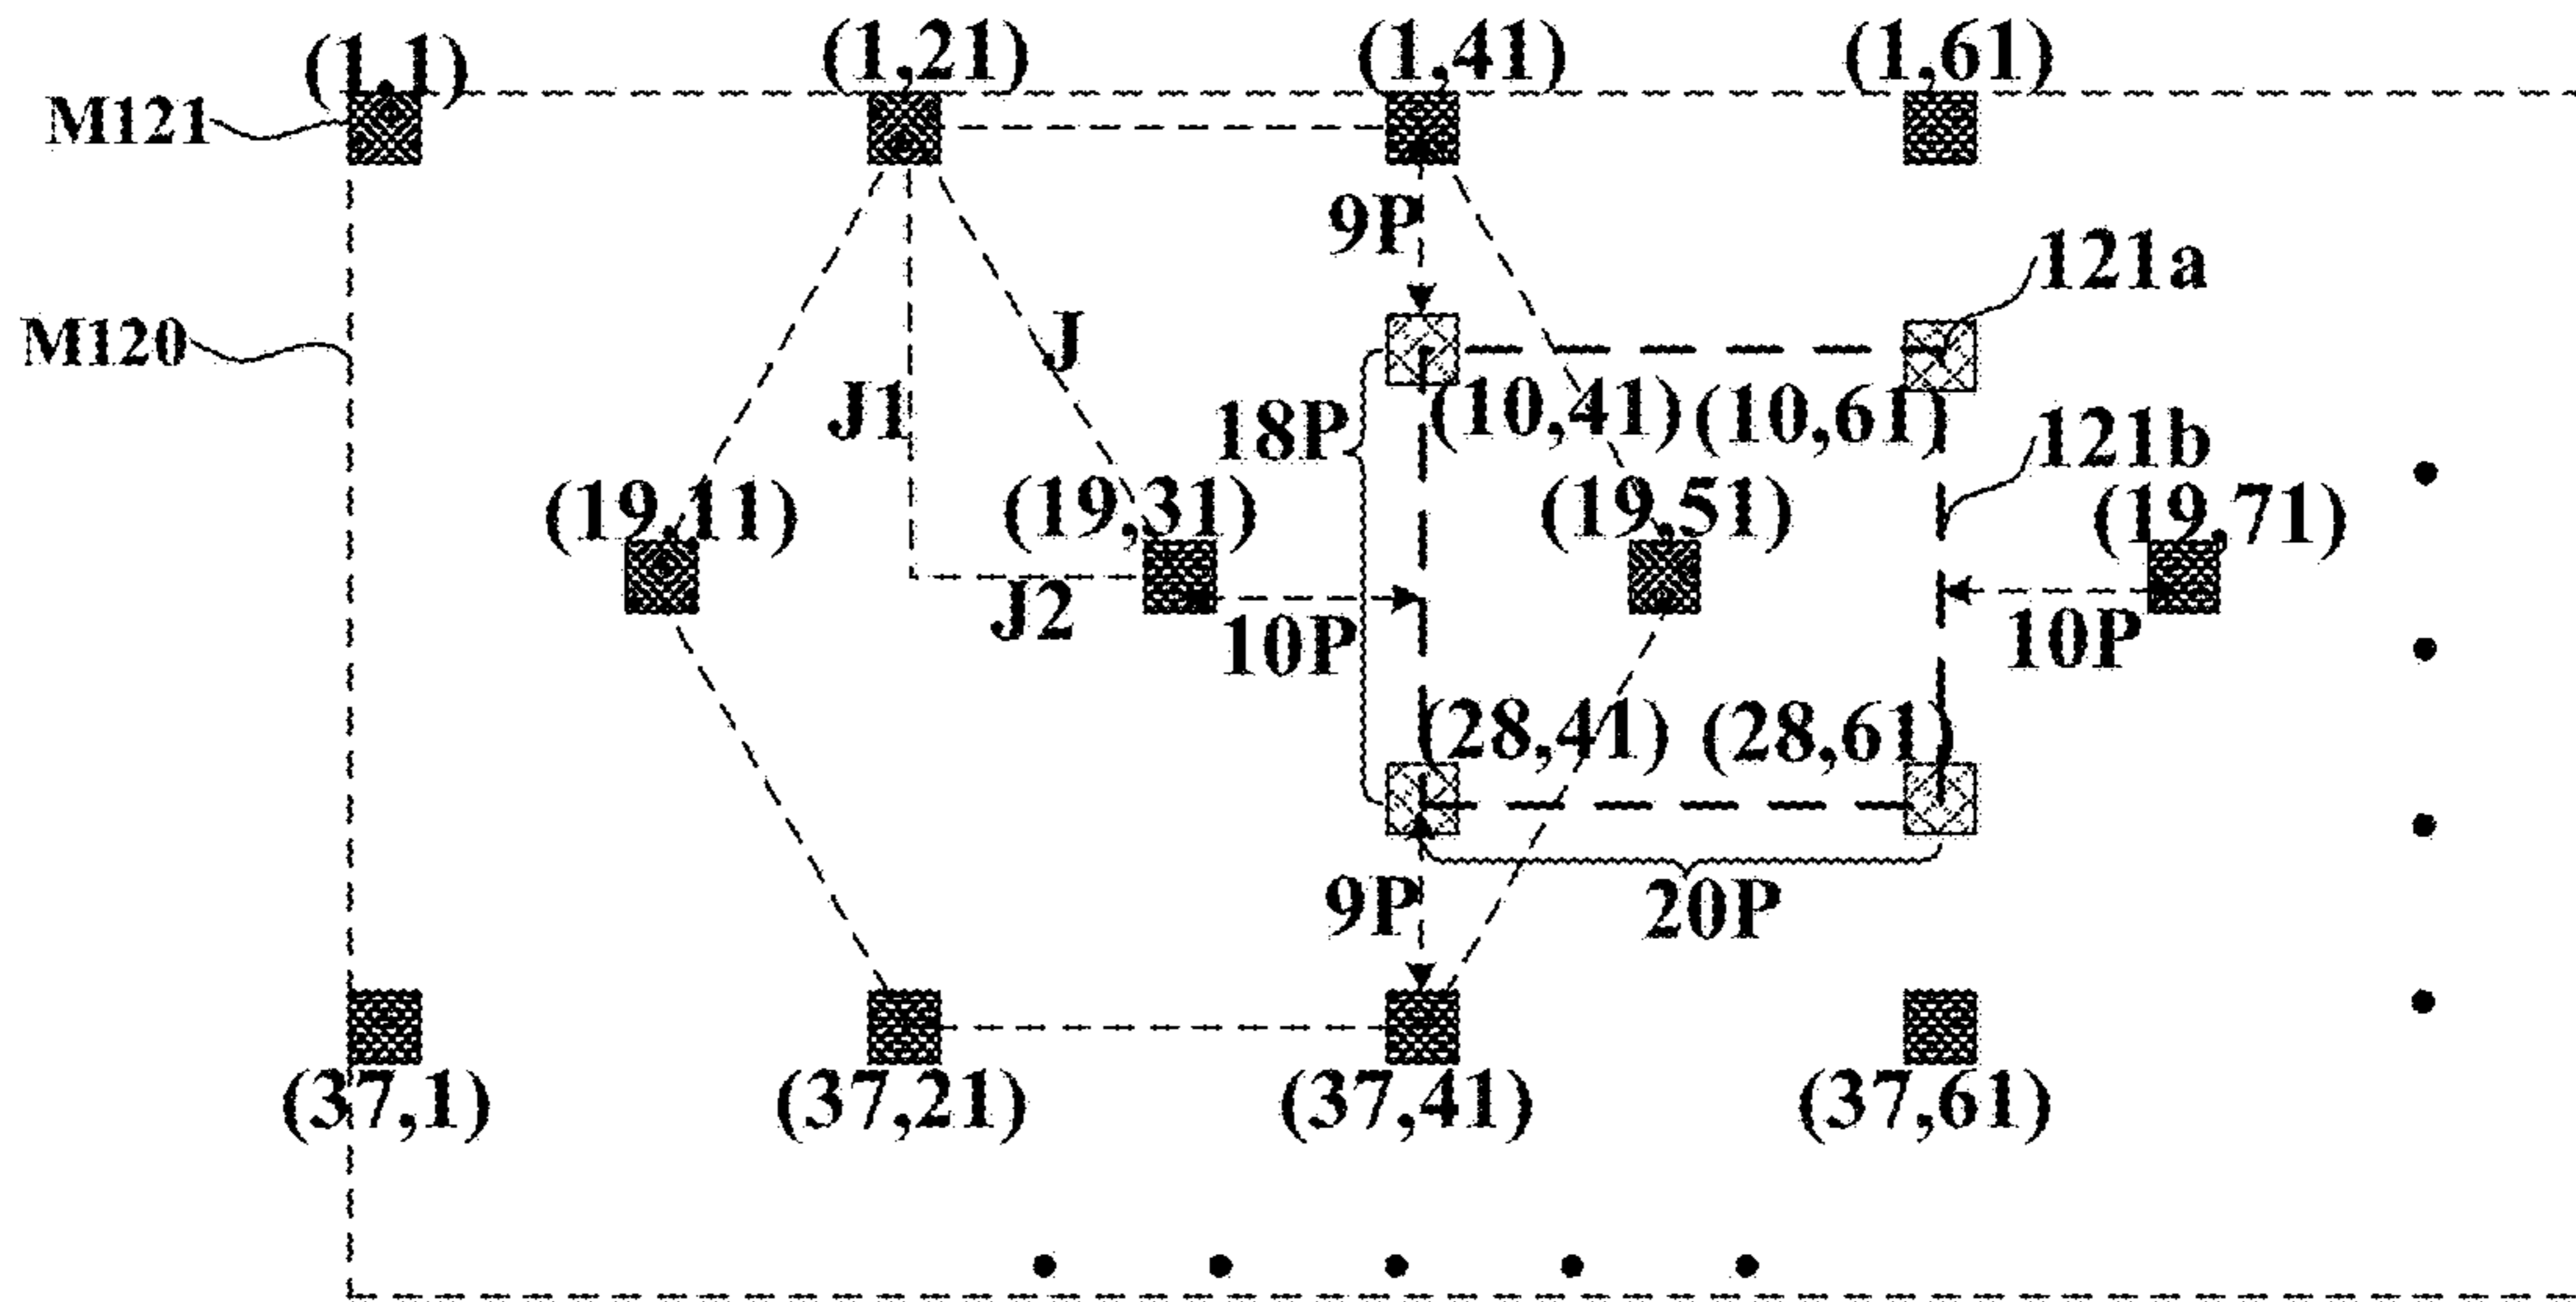 (1,1) (1,21) (1,41) (1,61)
M121
9P
121a
M120
J
J1
18P
(10,41) (10,61)
121b
(19,11) (19,31) (19,51) (19,71)
J2
10P
10P
(28,41) (28,61)
9P
20P
(37,1) (37,21) (37,41) (37,61)